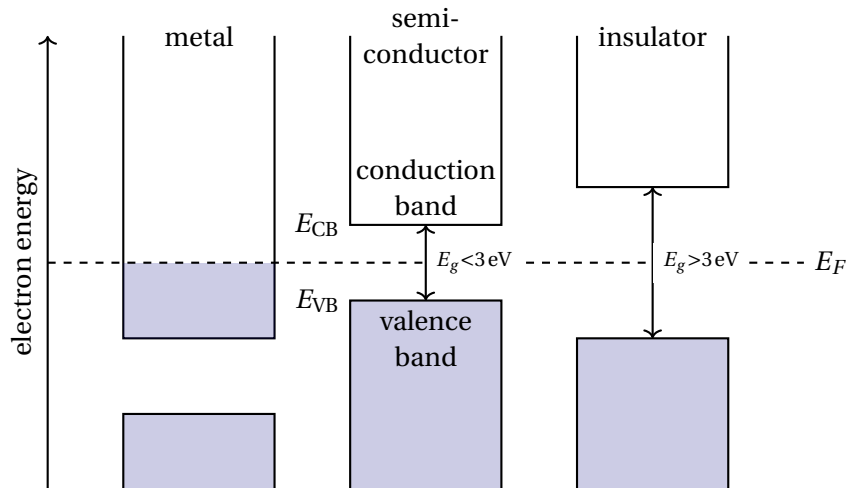 metal
semi-
conductor
insulator
electron energy
conduction
band
E_CB
E_g<3 eV
E_g>3 eV
E_F
E_VB
valence
band